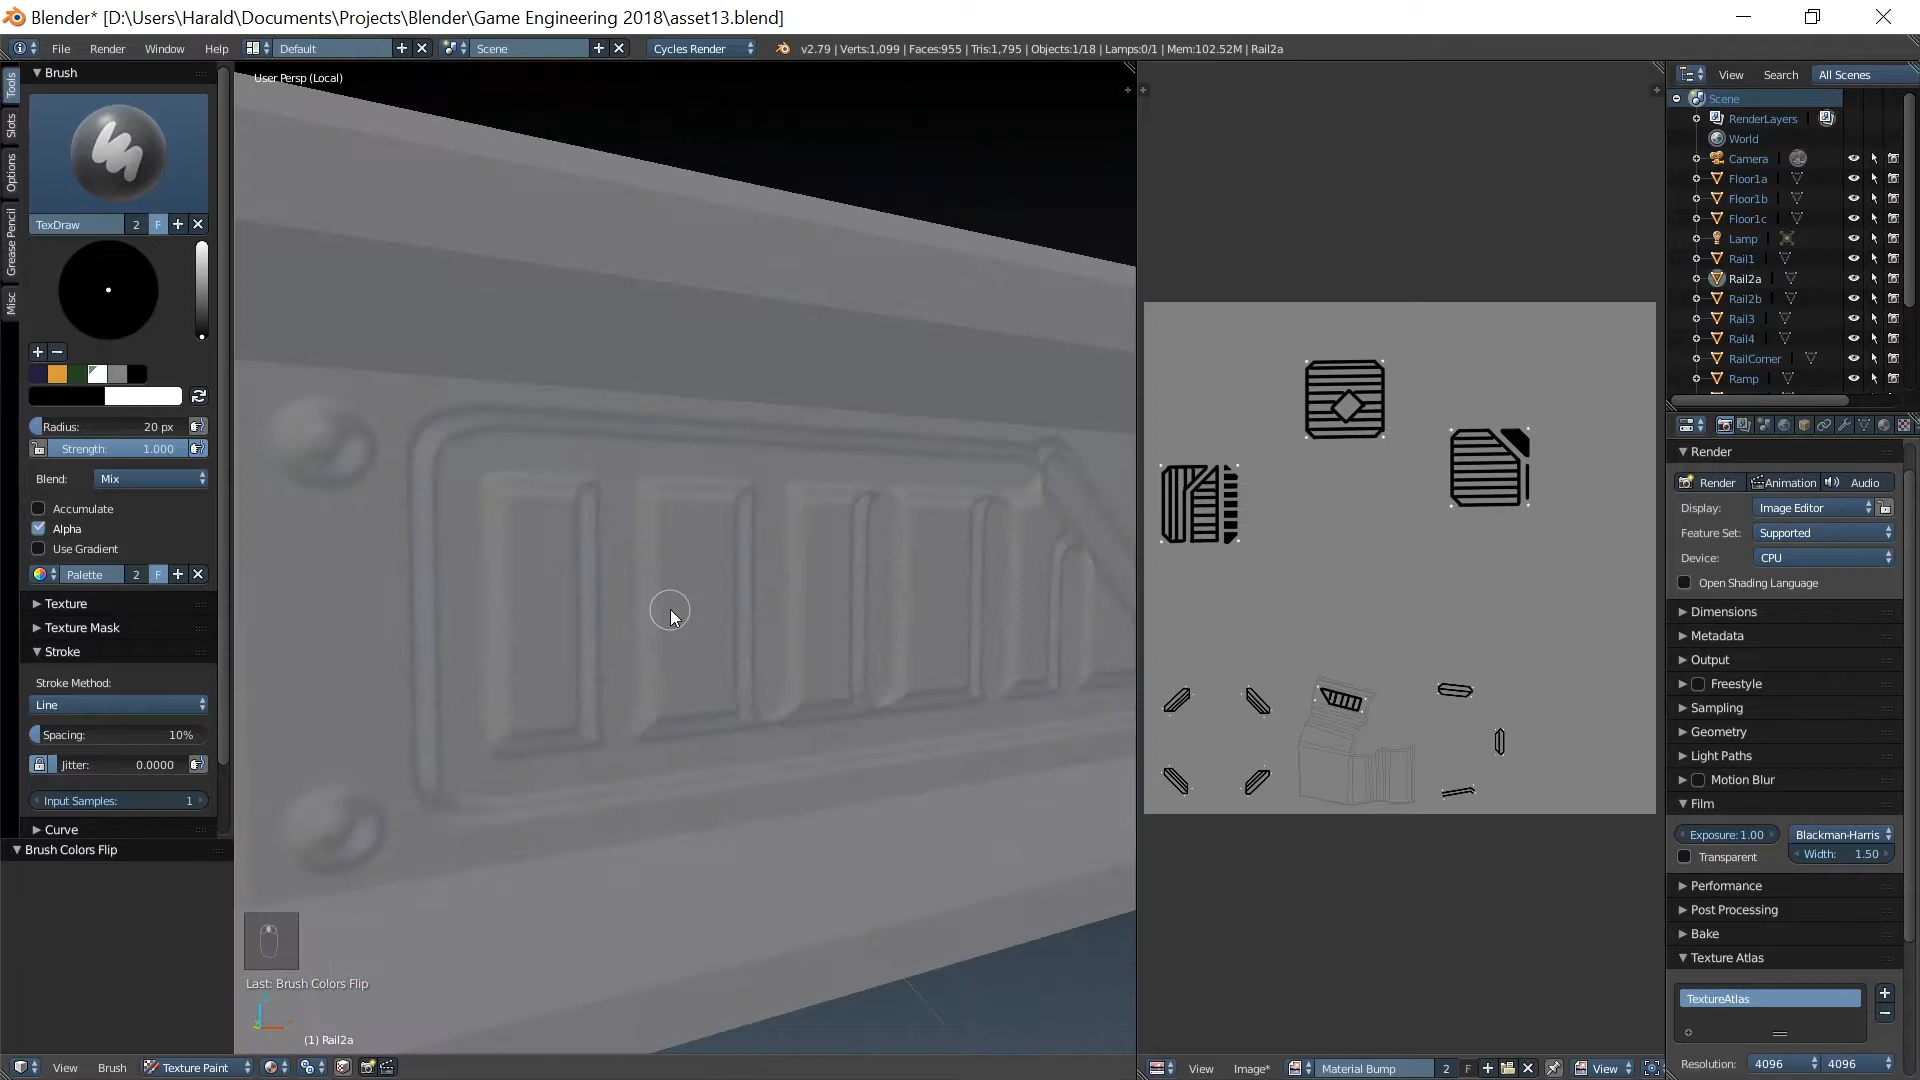 Blender* [D:\Users\Harald\Documents\Projects\Blender\Game Engineering 2018\asset13.blend]
File Render Window Help Default Scene Cycles Render v2.79 | Verts:1,099 | Faces:955 | Tris:1,795 | Objects:1/18 | Lamps:0/1 | Mem:102.52M | Rail2a
Tools
Slots
Options
Grease Pencil
Misc
Brush
TexDraw 2 F
Radius: 20 px
Strength: 1.000
Blend: Mix
Accumulate
Alpha
Use Gradient
Palette 2 F
Texture
Texture Mask
Stroke
Stroke Method:
Line
Spacing: 10%
Jitter: 0.0000
Input Samples: 1
Curve
Brush Colors Flip
User Persp (Local)
Last: Brush Colors Flip
(1) Rail2a
View Brush Texture Paint
View Image* Material Bump 2 F View
View Search All Scenes
Scene
RenderLayers
World
Camera
Floor1a
Floor1b
Floor1c
Lamp
Rail1
Rail2a
Rail2b
Rail3
Rail4
RailCorner
Ramp
Render
Render Animation Audio
Display: Image Editor
Feature Set: Supported
Device: CPU
Open Shading Language
Dimensions
Metadata
Output
Freestyle
Sampling
Geometry
Light Paths
Motion Blur
Film
Exposure: 1.00 Blackman-Harris
Transparent Width: 1.50
Performance
Post Processing
Bake
Texture Atlas
TextureAtlas
Resolution: 4096 4096